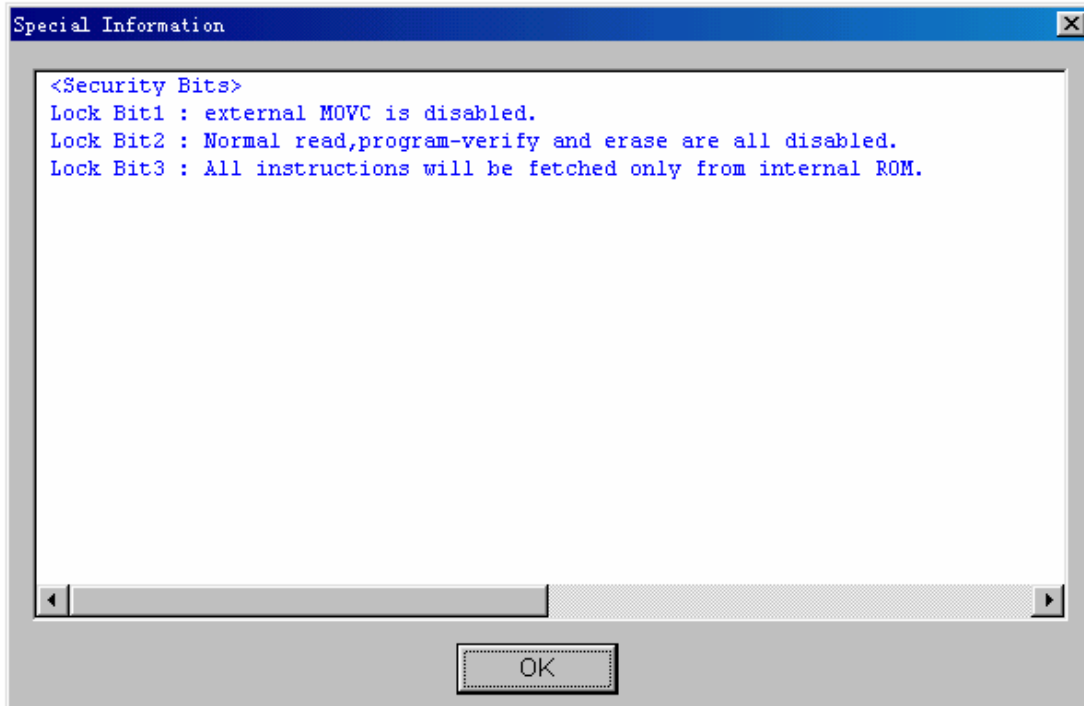 Special Information
<Security Bits>
Lock Bit1 : external MOVC is disabled.
Lock Bit2 : Normal read,program-verify and erase are all disabled.
Lock Bit3 : All instructions will be fetched only from internal ROM.
OK